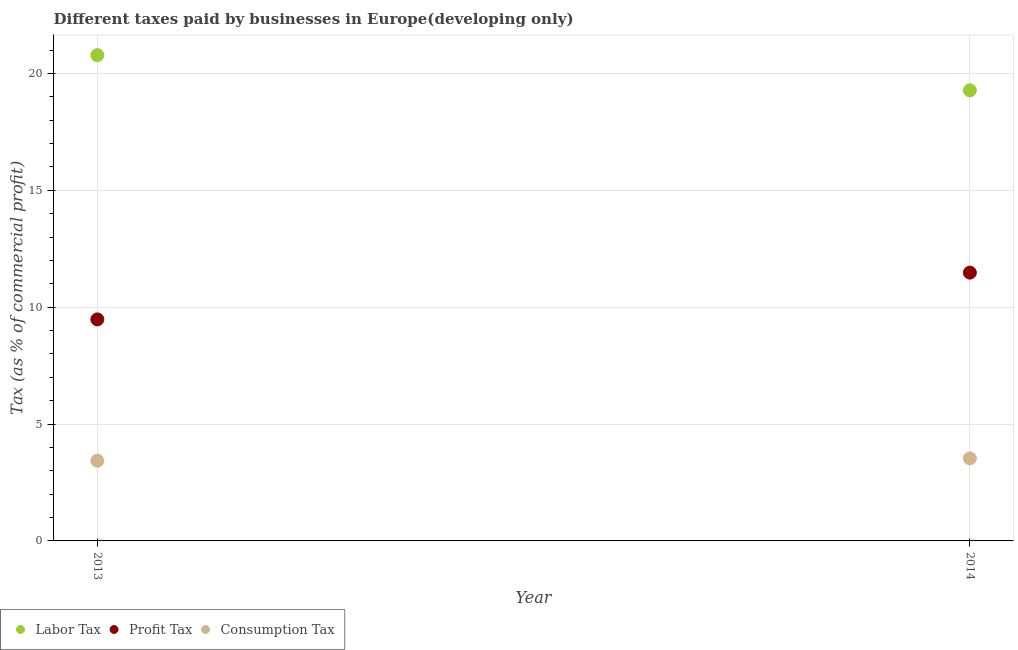 Different taxes paid by businesses in Europe(developing only)
Tax (as % of commercial profit)
20
15
10
5
0
2013
2014
Year
Labor Tax
Profit Tax
Consumption Tax